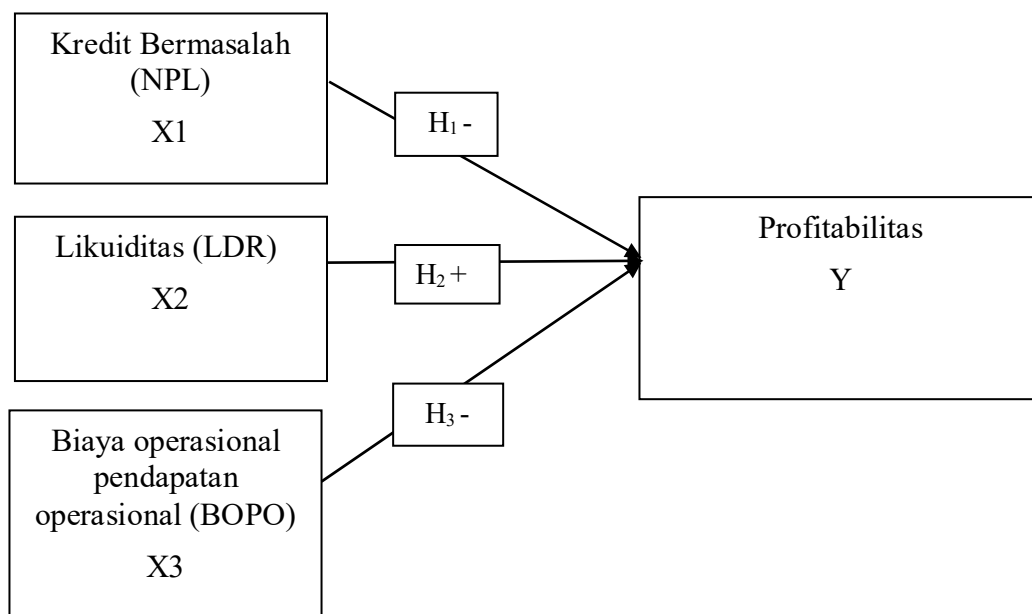 Kredit Bermasalah
(NPL)
X1
H₁ -
Likuiditas (LDR)
X2
H₂ +
Profitabilitas
Y
H₃ -
Biaya operasional
pendapatan
operasional (BOPO)
X3